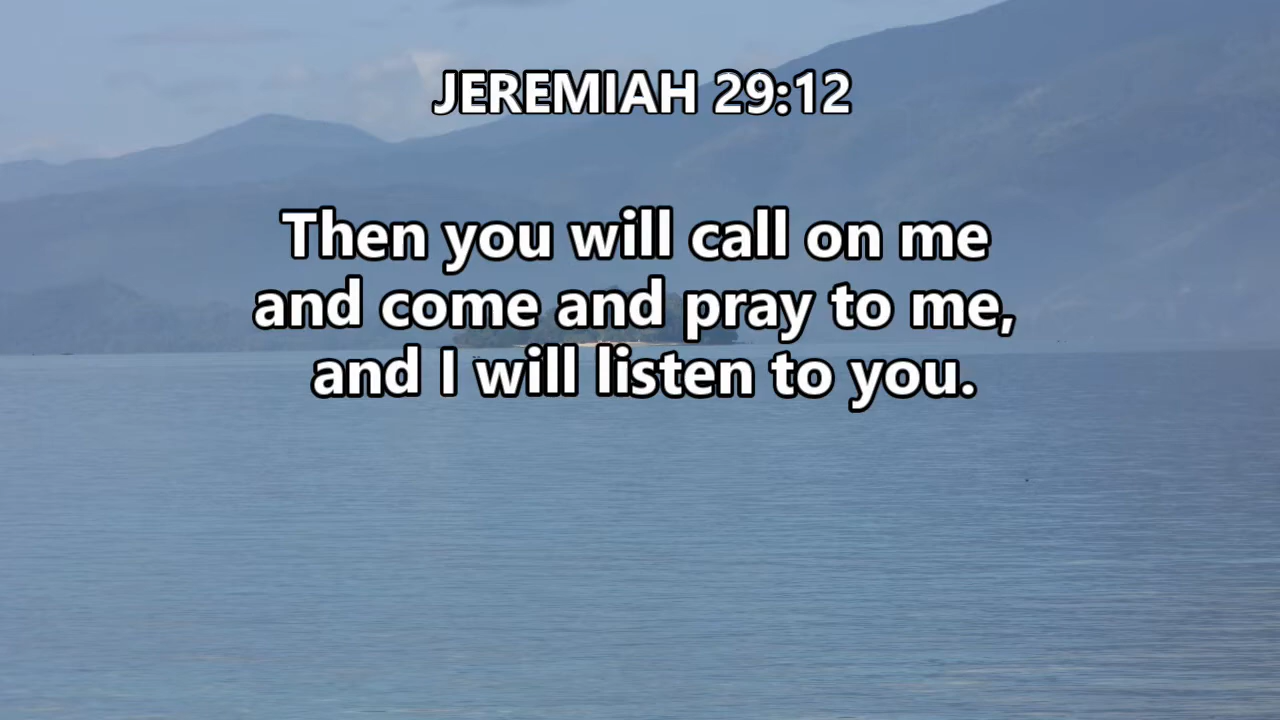 JEREMIAH 29:12
Then you will call on me
and come and pray to me,
and I will listen to you.